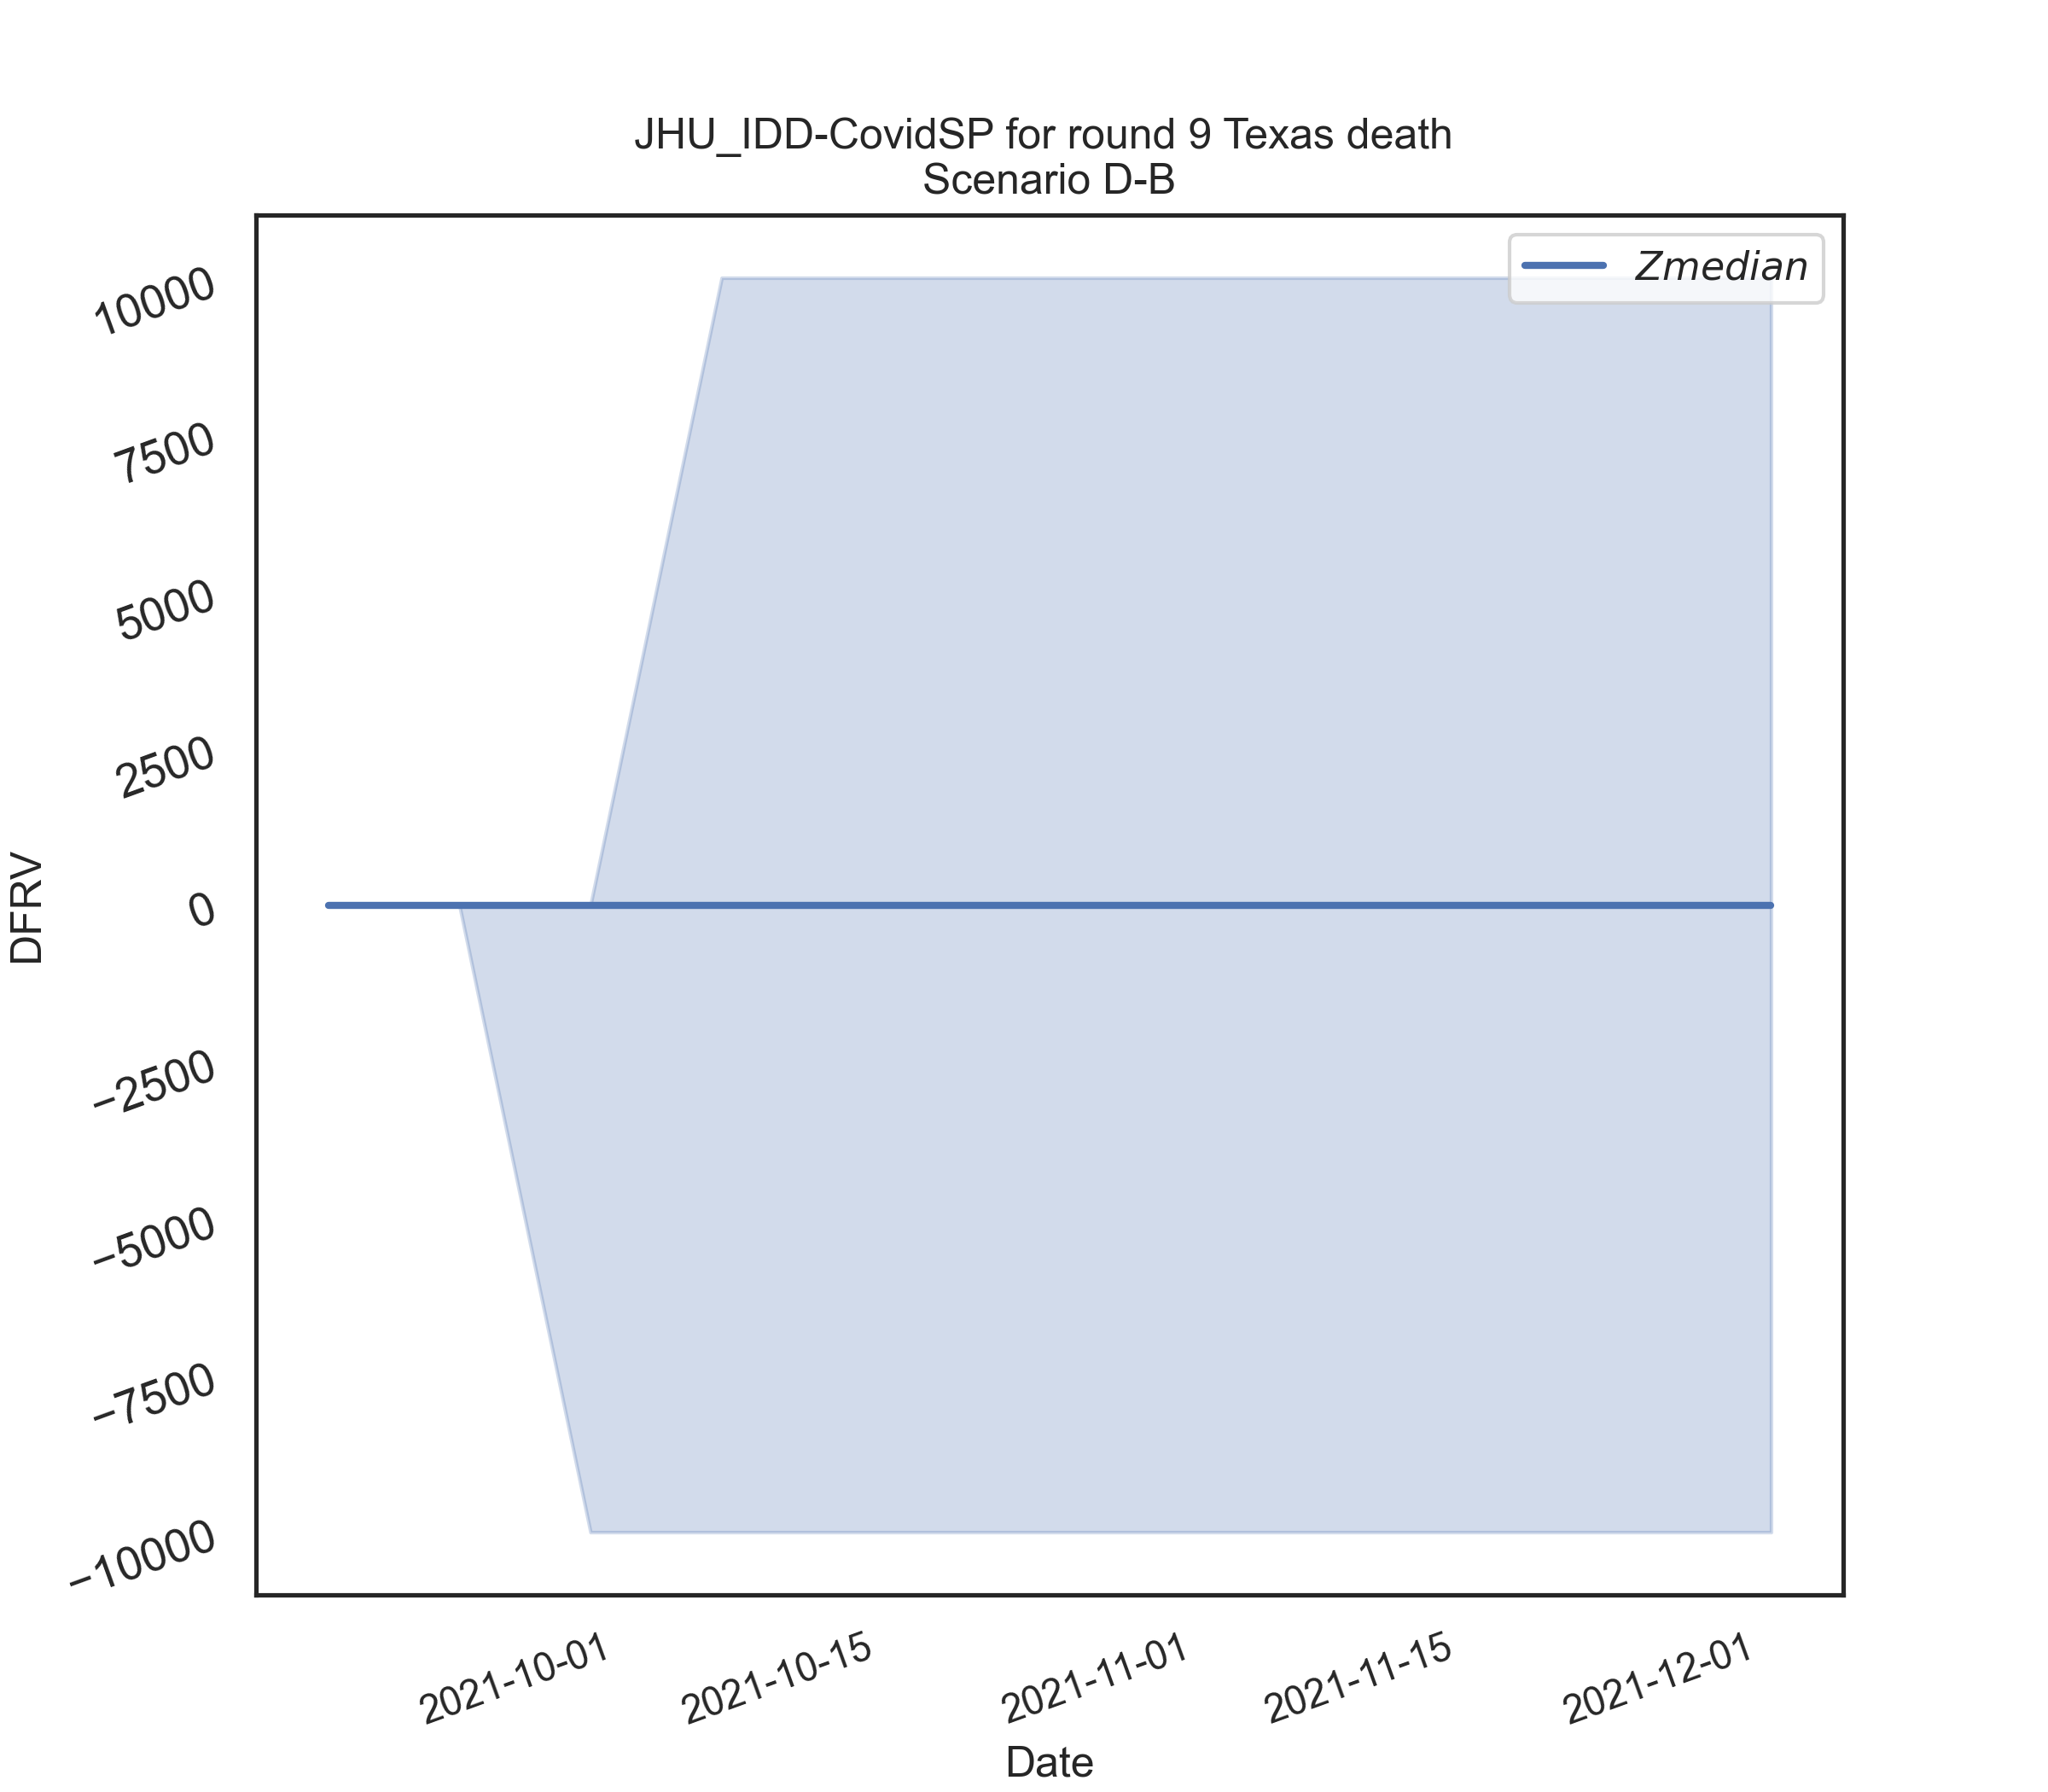 JHU_IDD-CovidSP for round 9 Texas death
Scenario D-B
Zmedian
10000
7500
5000
2500
0
−2500
−5000
−7500
−10000
DFRV
2021-10-01
2021-10-15
2021-11-01
2021-11-15
2021-12-01
Date